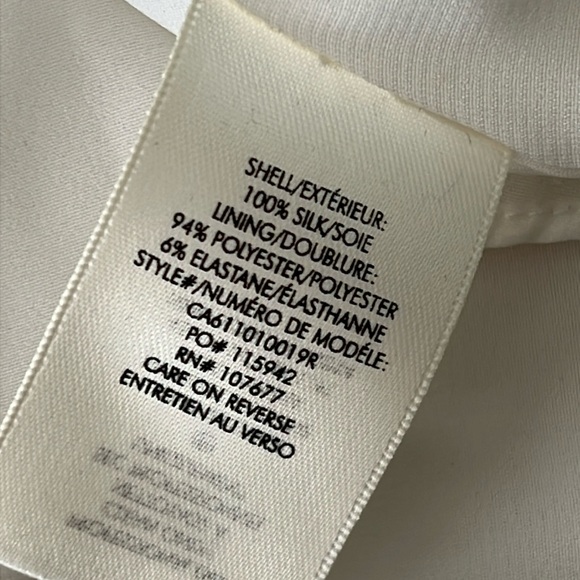 SHELL/EXTÉRIEUR:
100% SILK/SOIE
LINING/DOUBLURE:
94% POLYESTER/POLYESTER
6% ELASTANE/ÉLASTHANNE
STYLE#/NUMÉRO DE MODÉLE:
CA611010019R
PO# 115942
RN# 107677
CARE ON REVERSE
ENTRETIEN AU VERSO